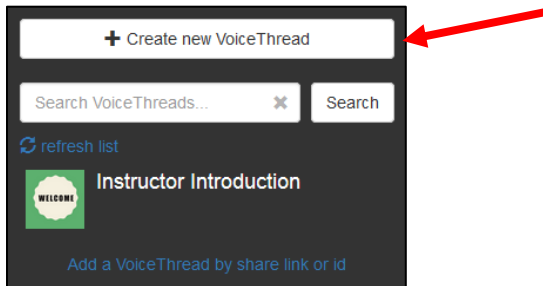 + Create new VoiceThread
Search VoiceThreads... ✖ Search
refresh list
WELCOME
Instructor Introduction
Add a VoiceThread by share link or id